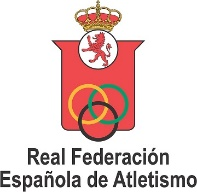 Real Federación
Española de Atletismo